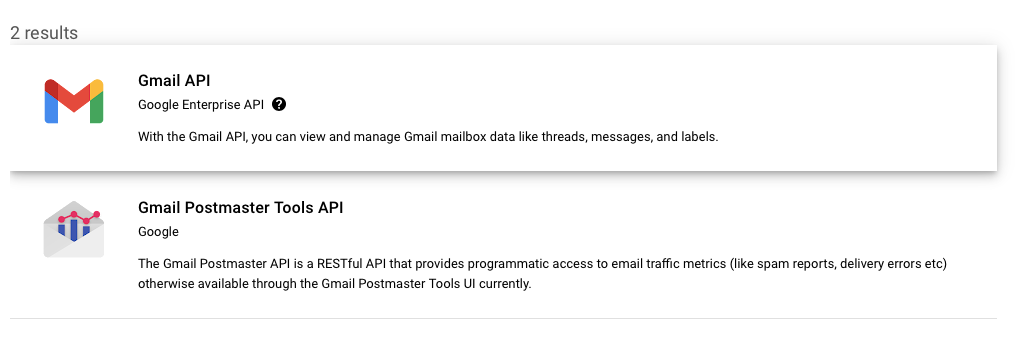 2 results
Gmail API
Google Enterprise API ?
With the Gmail API, you can view and manage Gmail mailbox data like threads, messages, and labels.
Gmail Postmaster Tools API
Google
The Gmail Postmaster API is a RESTful API that provides programmatic access to email traffic metrics (like spam reports, delivery errors etc)
otherwise available through the Gmail Postmaster Tools UI currently.